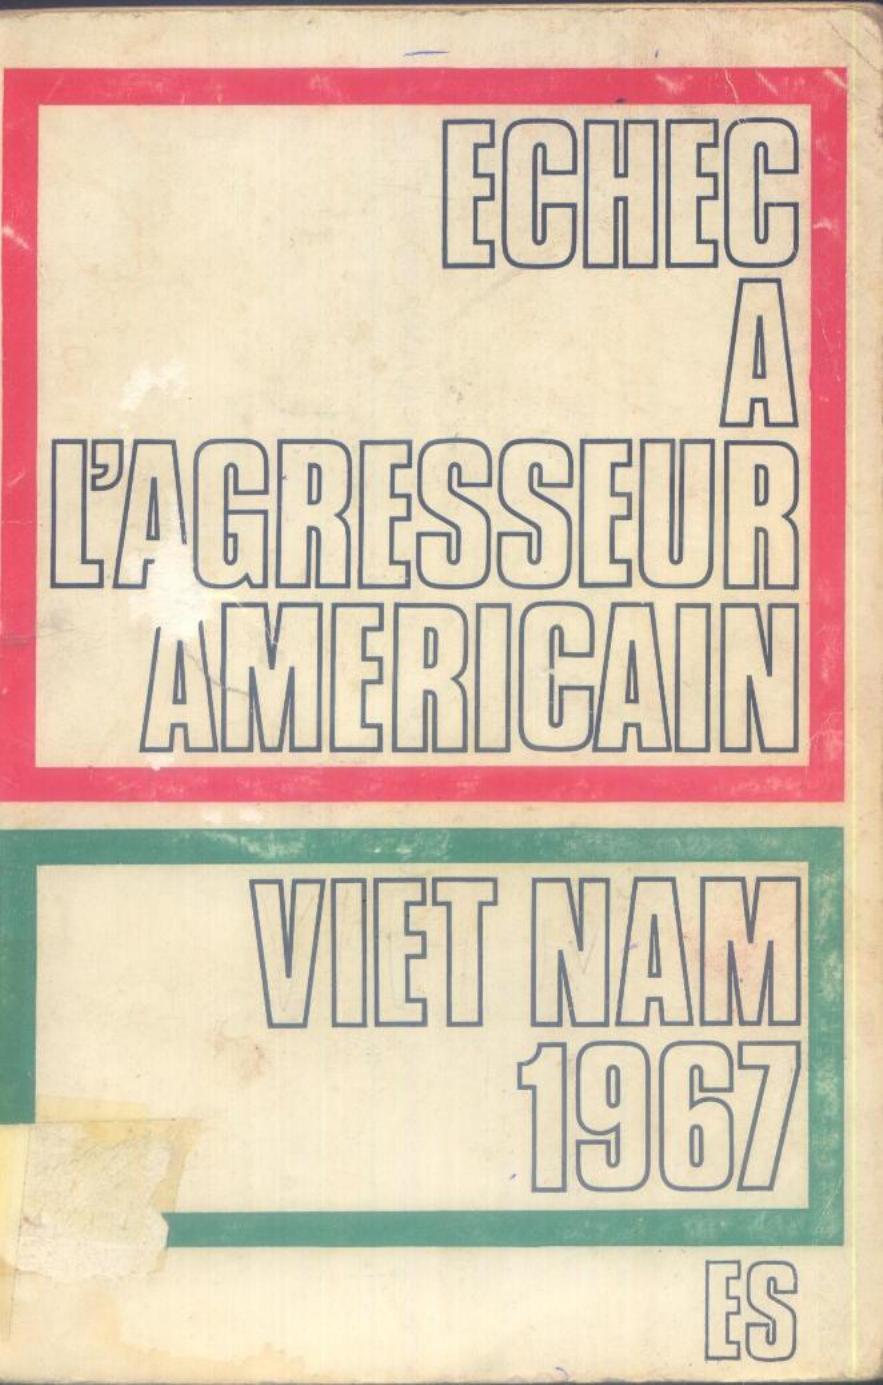 ECHEC
A
L'AGRESSEUR
AMERICAIN
VIET NAM
1967
ES